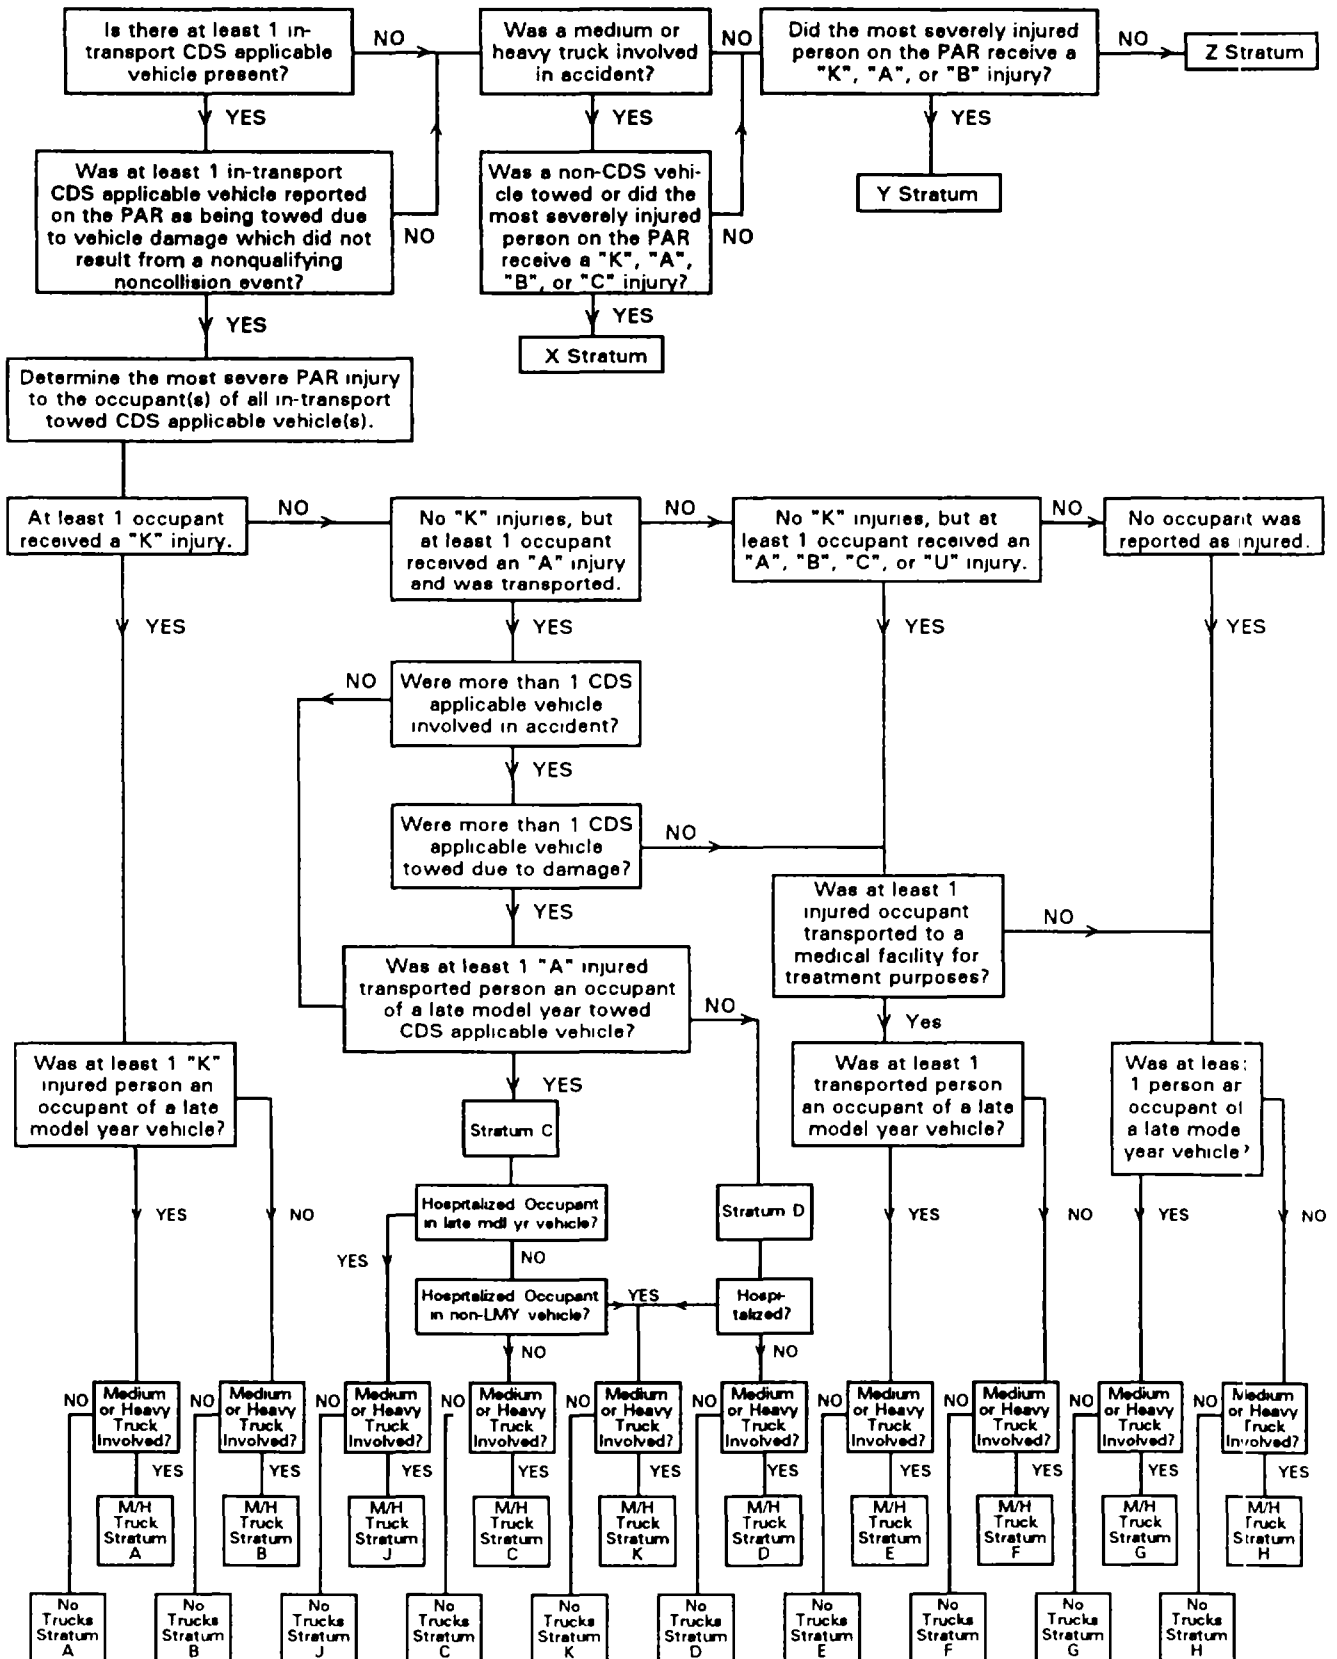 Is there at least 1 in-
transport CDS applicable
vehicle present?
NO
Was a medium or
heavy truck involved
in accident?
NO
Did the most severely injured
person on the PAR receive a
"K", "A", or "B" injury?
NO
Z Stratum
YES
YES
YES
Was at least 1 in-transport
CDS applicable vehicle reported
on the PAR as being towed due
to vehicle damage which did not
result from a nonqualifying
noncollision event?
NO
Was a non-CDS vehi-
cle towed or did the
most severely injured
person on the PAR
receive a "K", "A",
"B", or "C" injury?
NO
Y Stratum
YES
YES
X Stratum
Determine the most severe PAR injury
to the occupant(s) of all in-transport
towed CDS applicable vehicle(s).
At least 1 occupant
received a "K" injury.
NO
No "K" injuries, but
at least 1 occupant
received an "A" injury
and was transported.
NO
No "K" injuries, but at
least 1 occupant received an
"A", "B", "C", or "U" injury.
NO
No occupant was
reported as injured.
YES
YES
YES
YES
NO
Were more than 1 CDS
applicable vehicle
involved in accident?
YES
Were more than 1 CDS
applicable vehicle
towed due to damage?
NO
YES
Was at least 1
injured occupant
transported to a
medical facility for
treatment purposes?
NO
Was at least 1 "A" injured
transported person an occupant
of a late model year towed
CDS applicable vehicle?
NO
Yes
YES
Was at least 1 "K"
injured person an
occupant of a late
model year vehicle?
Was at least 1
transported person
an occupant of a late
model year vehicle?
Was at leas:
1 person ar
occupant of
a late mode
year vehicle?
Stratum C
YES
NO
Hospitalized Occupant
in late mdl yr vehicle?
Stratum D
YES
NO
YES
NO
YES
NO
Hospitalized Occupant
in non-LMY vehicle?
YES
Hospi-
talized?
NO
NO
NO
Medium
or Heavy
Truck
Involved?
NO
Medium
or Heavy
Truck
Involved?
NO
Medium
or Heavy
Truck
Involved?
NO
Medium
or Heavy
Truck
Involved?
NO
Medium
or Heavy
Truck
Involved?
NO
Medium
or Heavy
Truck
Involved?
NO
Medium
or Heavy
Truck
Involved?
NO
Medium
or Heavy
Truck
Involved?
NO
Medium
or Heavy
Truck
Involved?
NO
Medium
or Heavy
Truck
Involved?
YES
YES
YES
YES
YES
YES
YES
YES
YES
YES
M/H
Truck
Stratum
A
M/H
Truck
Stratum
B
M/H
Truck
Stratum
J
M/H
Truck
Stratum
C
M/H
Truck
Stratum
K
M/H
Truck
Stratum
D
M/H
Truck
Stratum
E
M/H
Truck
Stratum
F
M/H
Truck
Stratum
G
M/H
Truck
Stratum
H
No
Trucks
Stratum
A
No
Trucks
Stratum
B
No
Trucks
Stratum
J
No
Trucks
Stratum
C
No
Trucks
Stratum
K
No
Trucks
Stratum
D
No
Trucks
Stratum
E
No
Trucks
Stratum
F
No
Trucks
Stratum
G
No
Trucks
Stratum
H